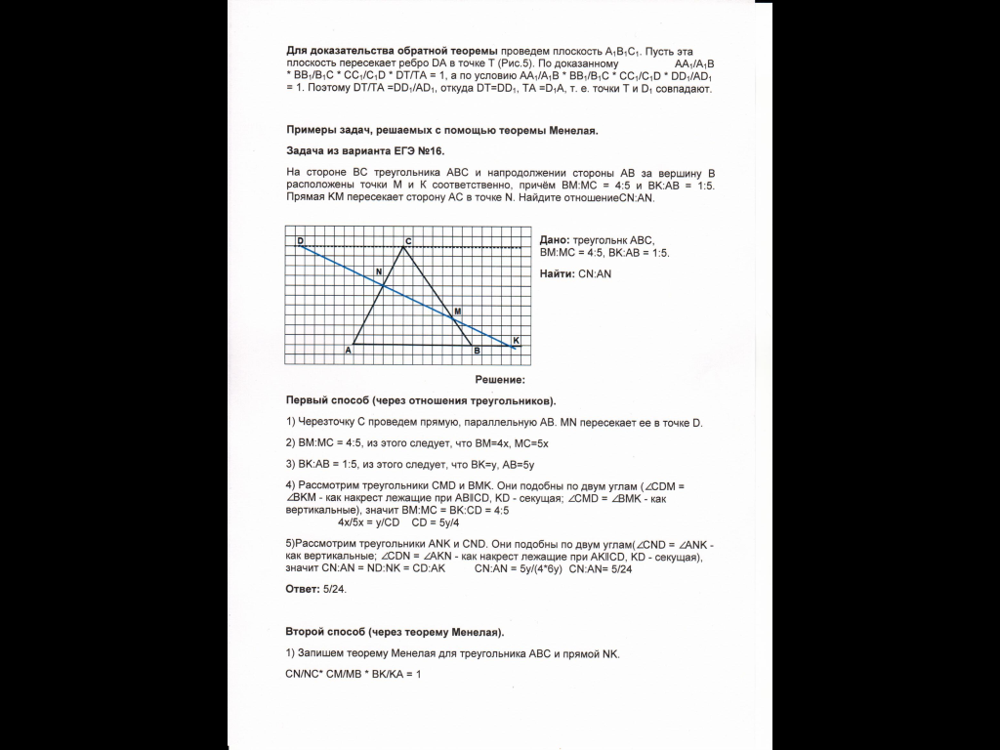 Для доказательства обратной теоремы проведем плоскость A₁B₁C₁. Пусть эта
плоскость пересекает ребро DA в точке T (Рис.5). По доказанному AA₁/A₁B
* BB₁/B₁C * CC₁/C₁D * DT/TA = 1, а по условию AA₁/A₁B * BB₁/B₁C * CC₁/C₁D * DD₁/AD₁
= 1. Поэтому DT/TA =DD₁/AD₁, откуда DT=DD₁, TA =D₁A, т. е. точки T и D₁ совпадают.
Примеры задач, решаемых с помощью теоремы Менелая.
Задача из варианта ЕГЭ №16.
На стороне BC треугольника ABC и напродолжении стороны AB за вершину B
расположены точки M и K соответственно, причём BM:MC = 4:5 и BK:AB = 1:5.
Прямая KM пересекает сторону AC в точке N. Найдите отношениеCN:AN.
D
C
N
M
K
A
B
Дано: треугольнк ABC,
BM:MC = 4:5, BK:AB = 1:5.
Найти: CN:AN
Решение:
Первый способ (через отношения треугольников).
1) Черезточку C проведем прямую, параллельную AB. MN пересекает ее в точке D.
2) BM:MC = 4:5, из этого следует, что BM=4x, MC=5x
3) BK:AB = 1:5, из этого следует, что BK=y, AB=5y
4) Рассмотрим треугольники CMD и BMK. Они подобны по двум углам (∠CDM =
∠BKM - как накрест лежащие при AB∥CD, KD - секущая; ∠CMD = ∠BMK - как
вертикальные), значит BM:MC = BK:CD = 4:5
4x/5x = y/CD CD = 5y/4
5)Рассмотрим треугольники ANK и CND. Они подобны по двум углам(∠CND = ∠ANK -
как вертикальные; ∠CDN = ∠AKN - как накрест лежащие при AK∥CD, KD - секущая),
значит CN:AN = ND:NK = CD:AK CN:AN = 5y/(4*6y) CN:AN= 5/24
Ответ: 5/24.
Второй способ (через теорему Менелая).
1) Запишем теорему Менелая для треугольника ABC и прямой NK.
CN/NC* CM/MB * BK/KA = 1